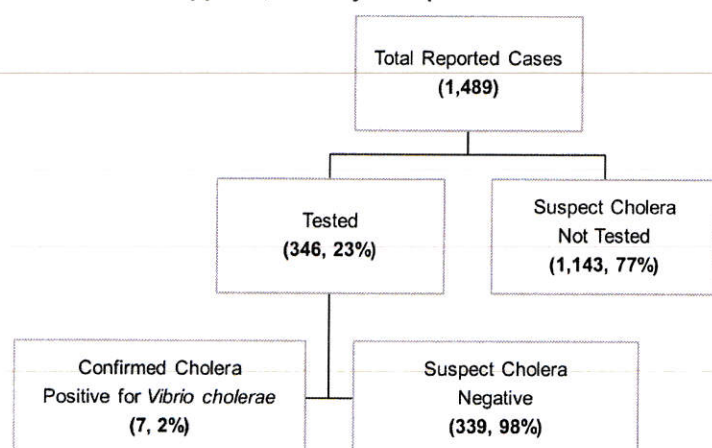 Total Reported Cases
(1,489)
Tested
(346, 23%)
Suspect Cholera
Not Tested
(1,143, 77%)
Confirmed Cholera
Positive for Vibrio cholerae
(7, 2%)
Suspect Cholera
Negative
(339, 98%)